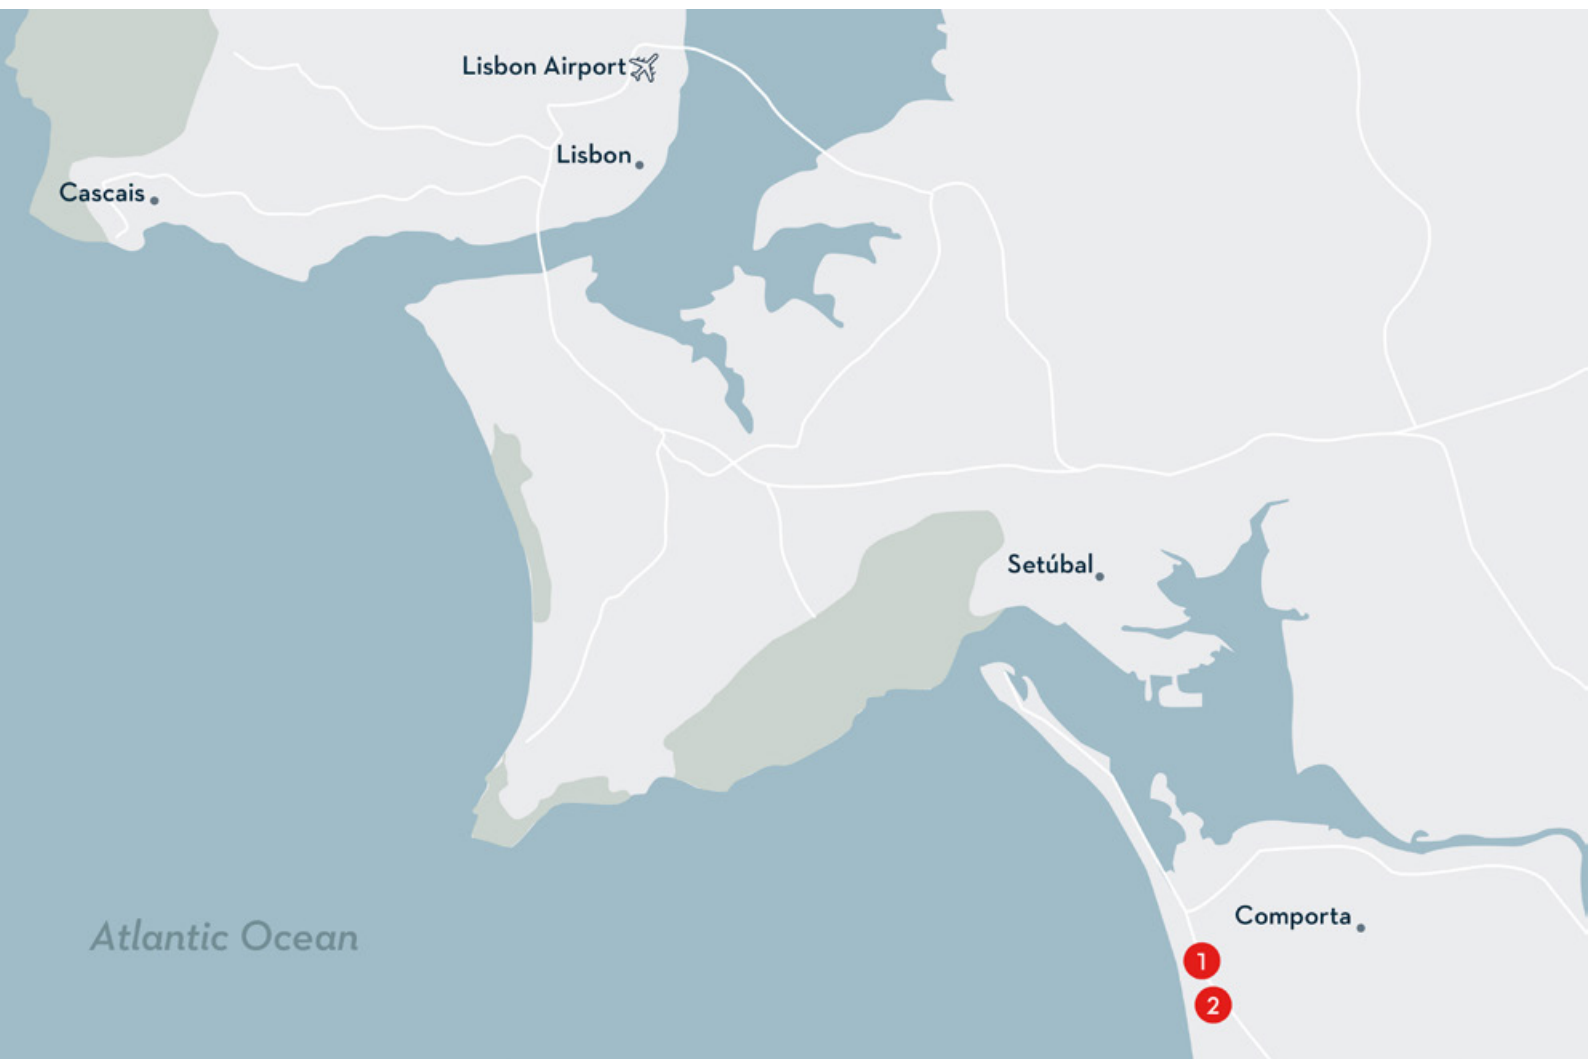 Lisbon Airport
Lisbon
Cascais
Setúbal
Comporta
Atlantic Ocean
1
2